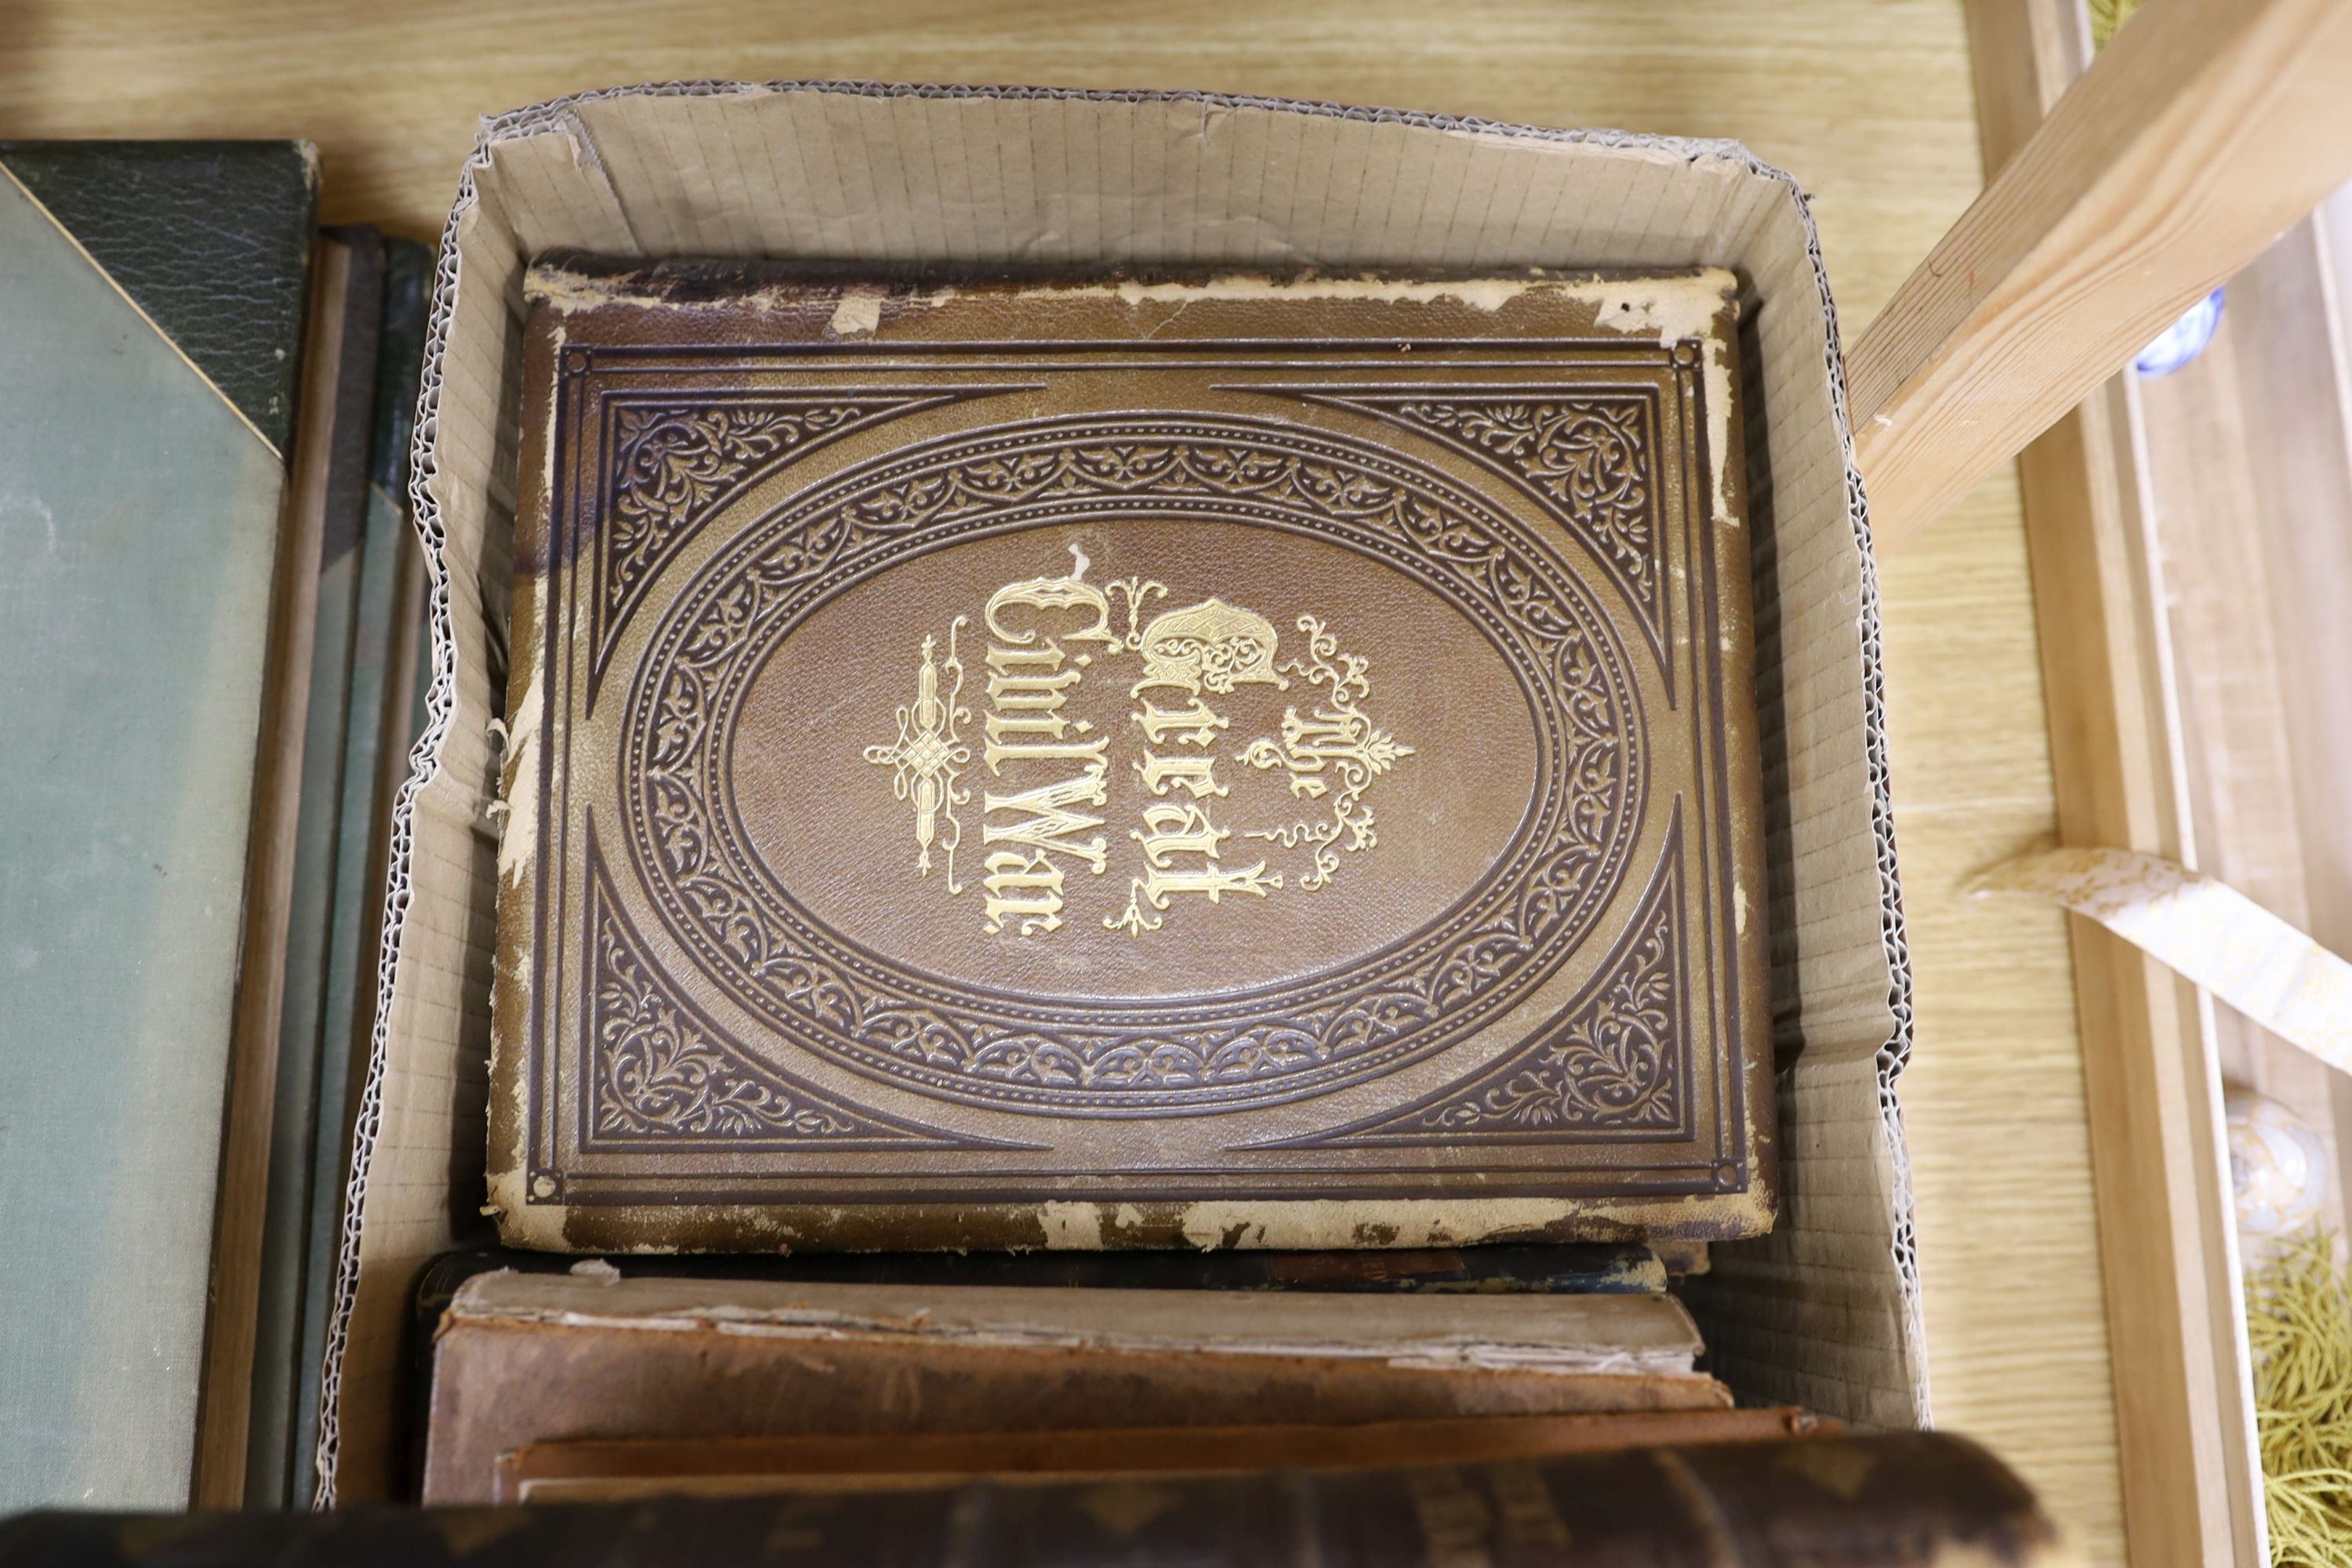 The
Great
Civil War.